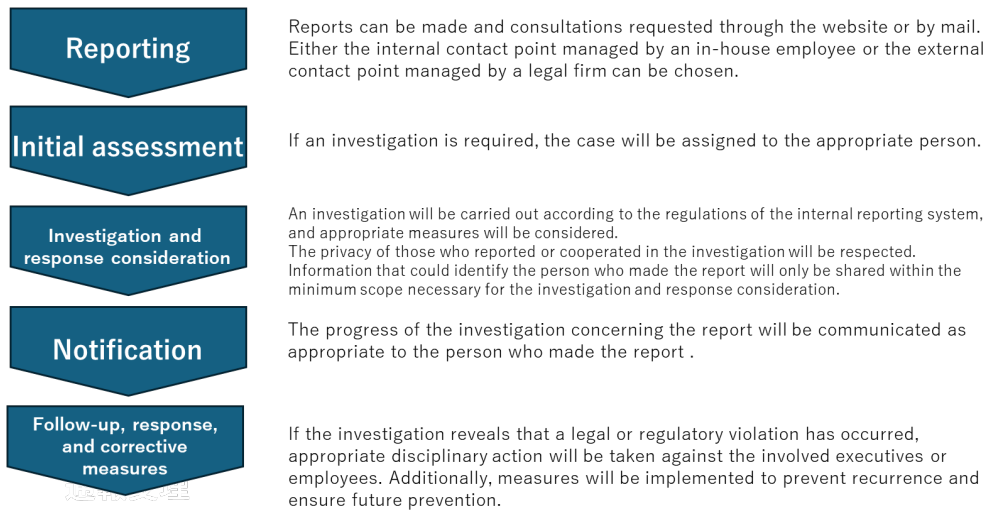 Reporting
Reports can be made and consultations requested through the website or by mail.
Either the internal contact point managed by an in-house employee or the external
contact point managed by a legal firm can be chosen.
Initial assessment
If an investigation is required, the case will be assigned to the appropriate person.
Investigation and
response consideration
An investigation will be carried out according to the regulations of the internal reporting system,
and appropriate measures will be considered.
The privacy of those who reported or cooperated in the investigation will be respected.
Information that could identify the person who made the report will only be shared within the
minimum scope necessary for the investigation and response consideration.
Notification
The progress of the investigation concerning the report will be communicated as
appropriate to the person who made the report .
Follow-up, response,
and corrective
measures
If the investigation reveals that a legal or regulatory violation has occurred,
appropriate disciplinary action will be taken against the involved executives or
employees. Additionally, measures will be implemented to prevent recurrence and
ensure future prevention.